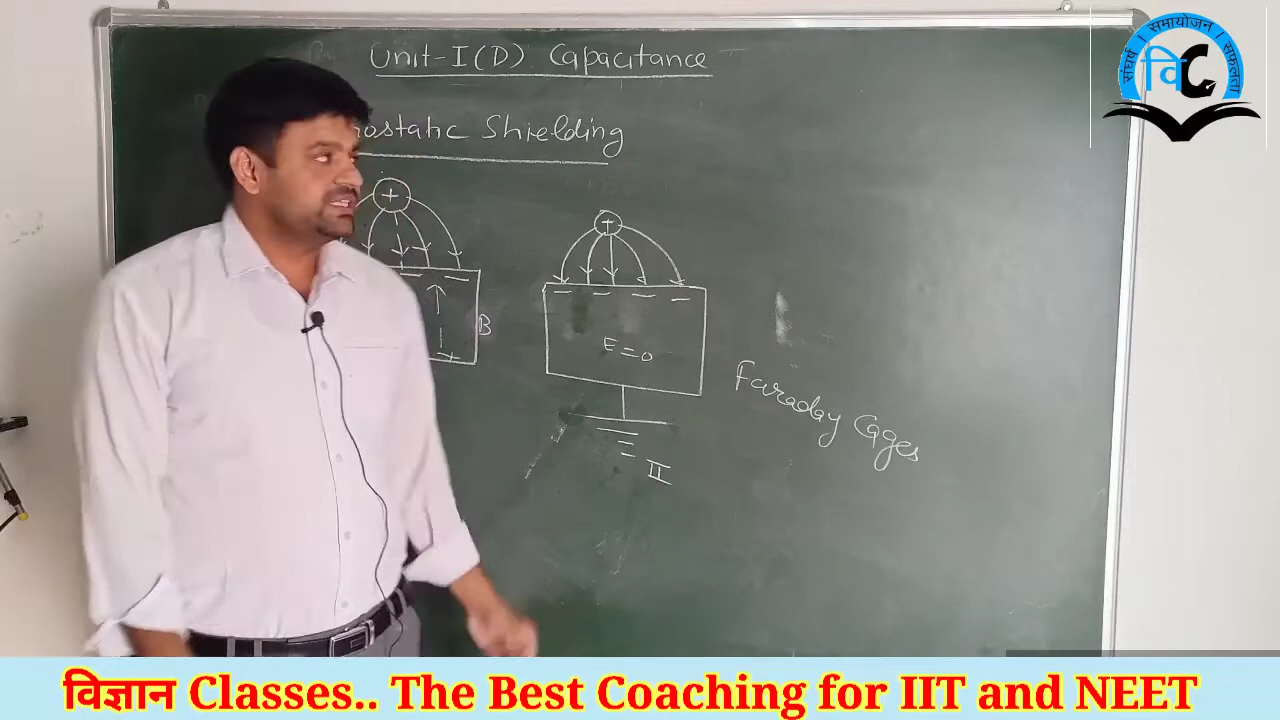 Unit-I(D) Capacitance
ostatic Shielding
+
+
B
E=0
II
Faraday Cages
संघर्ष । समायोजन । सफलता
विC
विज्ञान Classes.. The Best Coaching for IIT and NEET